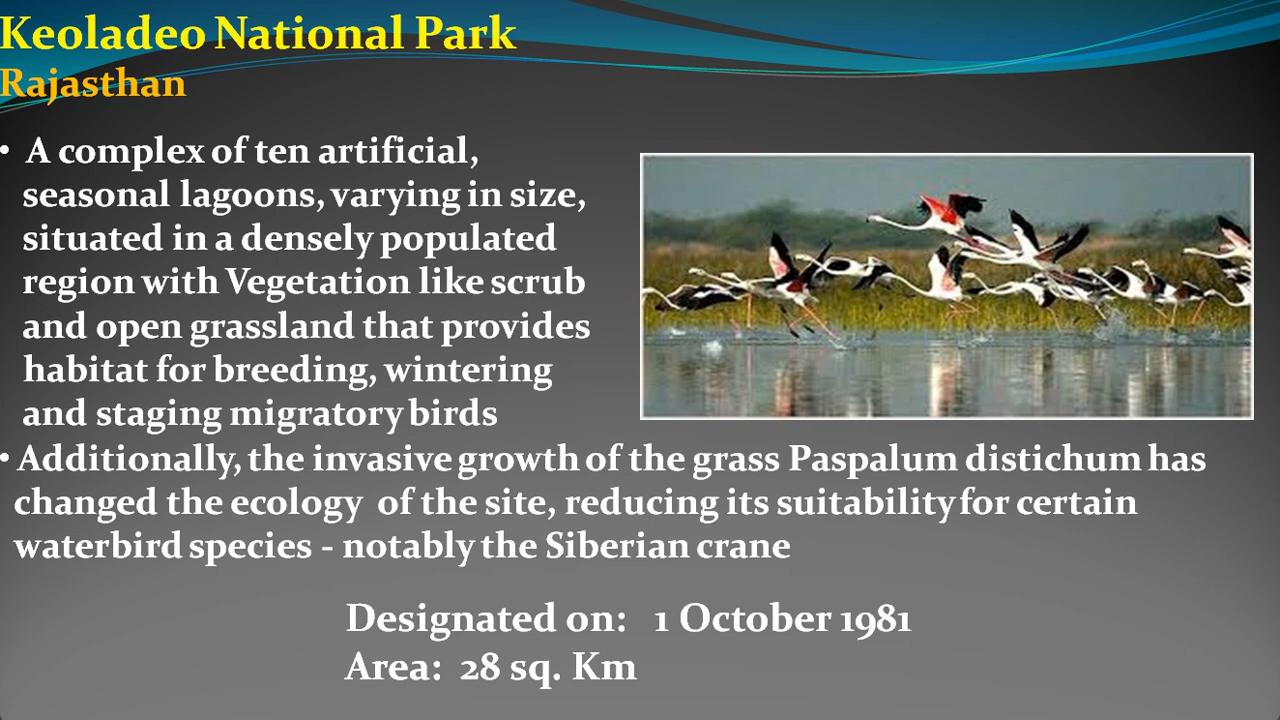 Keoladeo National Park
Rajasthan
• A complex of ten artificial,
seasonal lagoons, varying in size,
situated in a densely populated
region with Vegetation like scrub
and open grassland that provides
habitat for breeding, wintering
and staging migratory birds
• Additionally, the invasive growth of the grass Paspalum distichum has
changed the ecology of the site, reducing its suitability for certain
waterbird species - notably the Siberian crane
Designated on: 1 October 1981
Area: 28 sq. Km